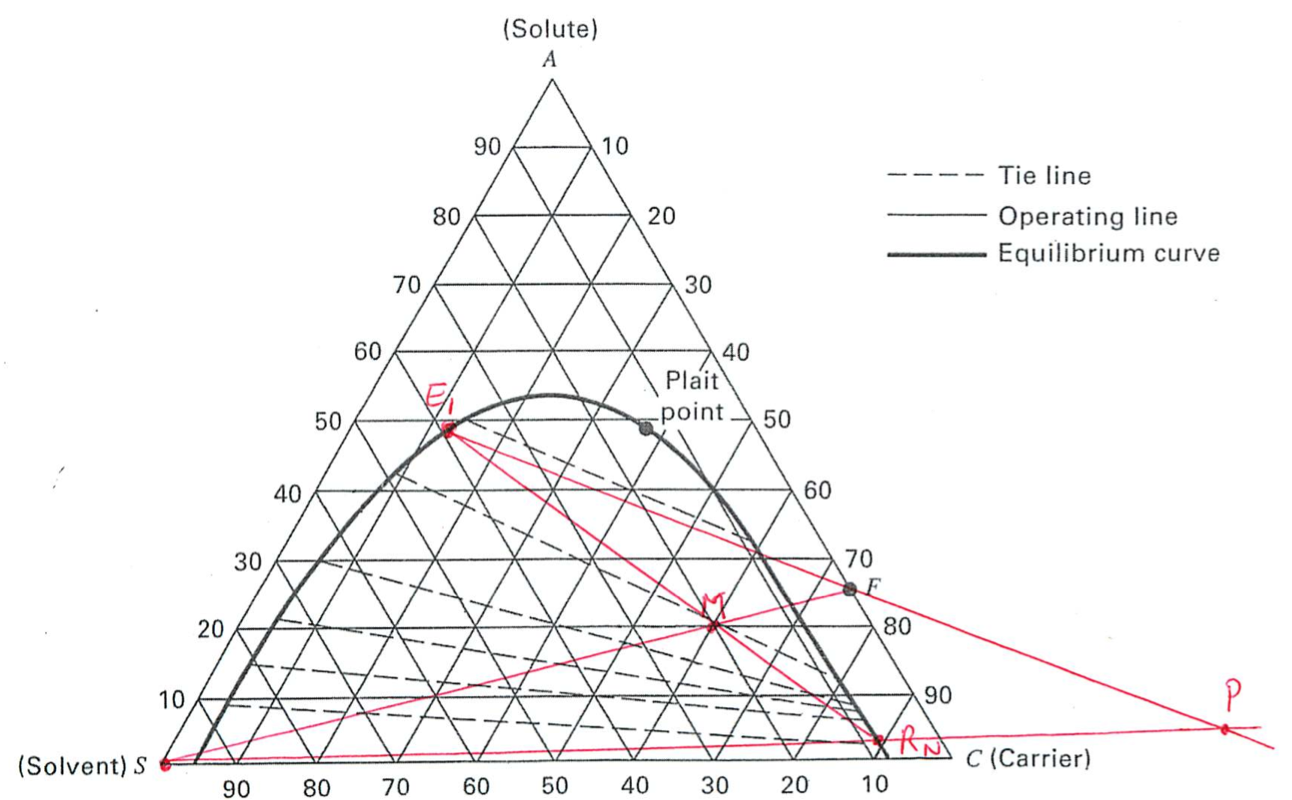 (Solute)
A
90 10
80 20
70 30
60 40
50 50
40 60
30 70
20 80
10 90
Tie line
Operating line
Equilibrium curve
Plait
point
E1
M
F
P
RN
(Solvent) S
C (Carrier)
90 80 70 60 50 40 30 20 10